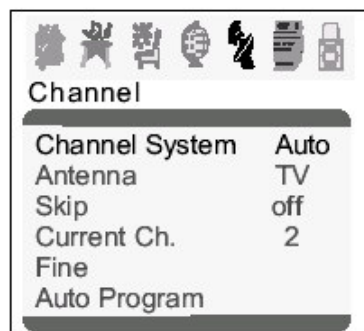 Channel
Channel System Auto
Antenna TV
Skip off
Current Ch. 2
Fine
Auto Program